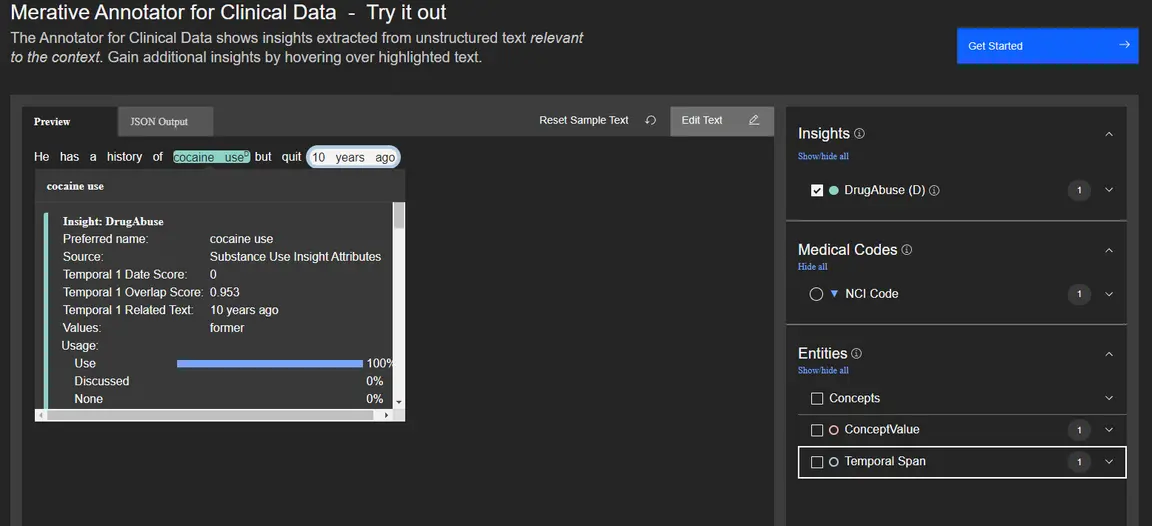 Merative Annotator for Clinical Data - Try it out
The Annotator for Clinical Data shows insights extracted from unstructured text relevant
to the context. Gain additional insights by hovering over highlighted text.
Get Started
Preview
JSON Output
Reset Sample Text
Edit Text
He has a history of cocaine use D but quit 10 years ago
cocaine use
Insight: DrugAbuse
Preferred name: cocaine use
Source: Substance Use Insight Attributes
Temporal 1 Date Score: 0
Temporal 1 Overlap Score: 0.953
Temporal 1 Related Text: 10 years ago
Values: former
Usage:
Use 100%
Discussed 0%
None 0%
Insights
Show/hide all
DrugAbuse (D) 1
Medical Codes
Hide all
NCI Code 1
Entities
Show/hide all
Concepts
ConceptValue 1
Temporal Span 1